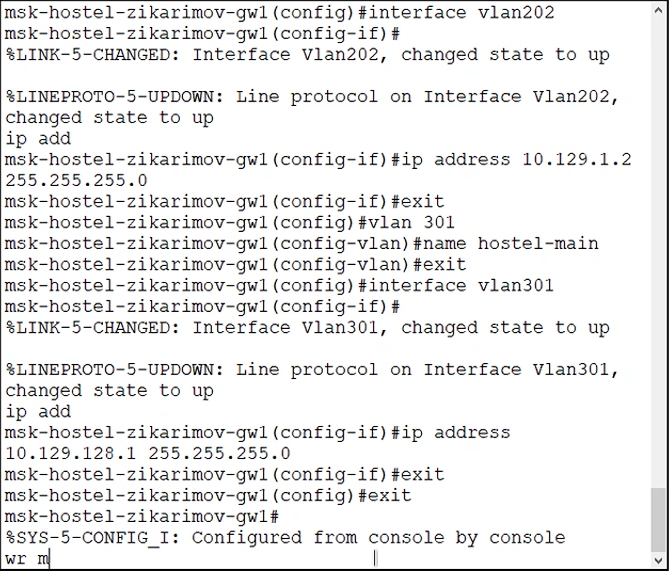 msk-hostel-zikarimov-gw1(config)#interface vlan202
msk-hostel-zikarimov-gw1(config-if)#
%LINK-5-CHANGED: Interface Vlan202, changed state to up
%LINEPROTO-5-UPDOWN: Line protocol on Interface Vlan202,
changed state to up
ip add
msk-hostel-zikarimov-gw1(config-if)#ip address 10.129.1.2
255.255.255.0
msk-hostel-zikarimov-gw1(config-if)#exit
msk-hostel-zikarimov-gw1(config)#vlan 301
msk-hostel-zikarimov-gw1(config-vlan)#name hostel-main
msk-hostel-zikarimov-gw1(config-vlan)#exit
msk-hostel-zikarimov-gw1(config)#interface vlan301
msk-hostel-zikarimov-gw1(config-if)#
%LINK-5-CHANGED: Interface Vlan301, changed state to up
%LINEPROTO-5-UPDOWN: Line protocol on Interface Vlan301,
changed state to up
ip add
msk-hostel-zikarimov-gw1(config-if)#ip address
10.129.128.1 255.255.255.0
msk-hostel-zikarimov-gw1(config-if)#exit
msk-hostel-zikarimov-gw1(config)#exit
msk-hostel-zikarimov-gw1#
%SYS-5-CONFIG_I: Configured from console by console
wr m